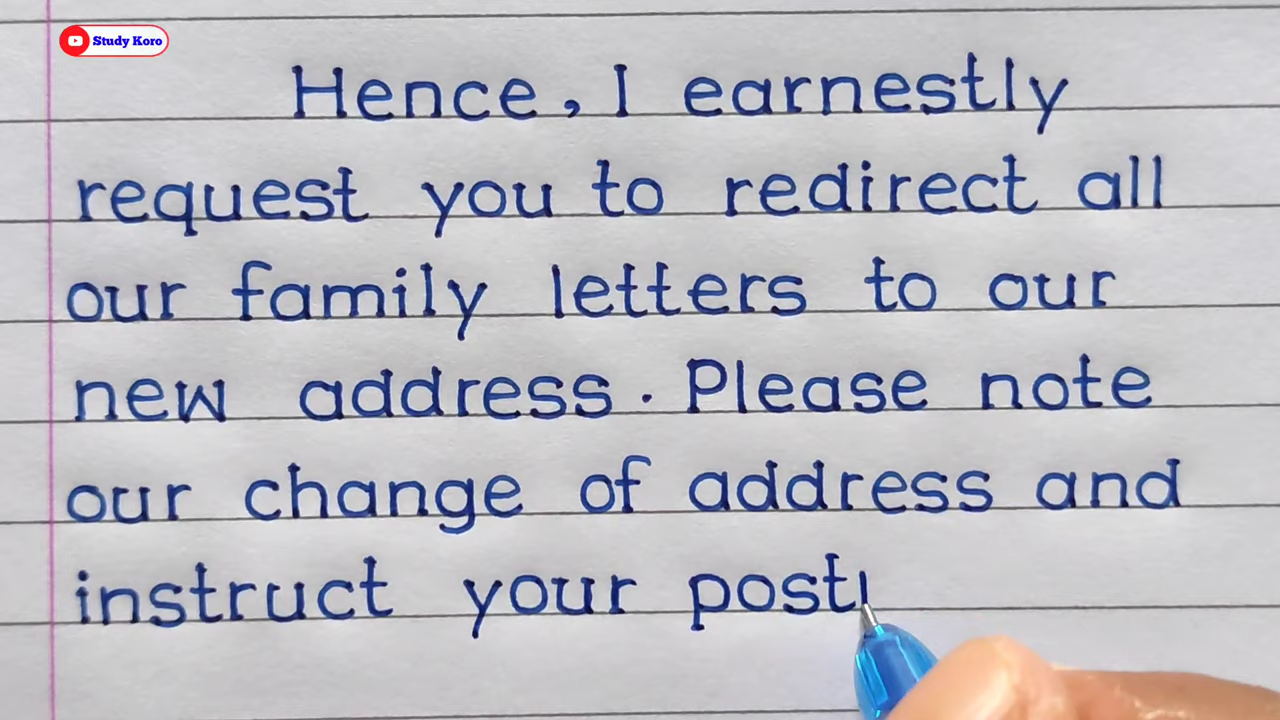 Study Koro
Hence, I earnestly
request you to redirect all
our family letters to our
new address. Please note
our change of address and
instruct your post